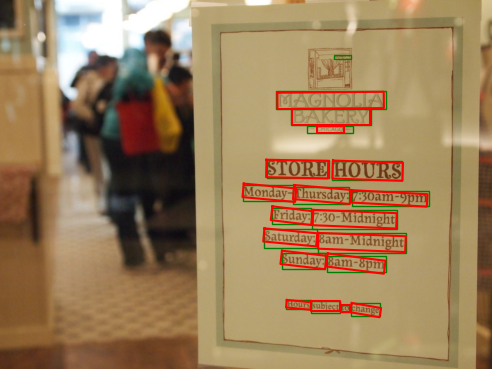 MAGNOLIA
BAKERY
STORE HOURS
Monday-Thursday: 7:30am-9pm
Friday: 7:30-Midnight
Saturday: 8am-Midnight
Sunday: 8am-8pm
Hours subject to change